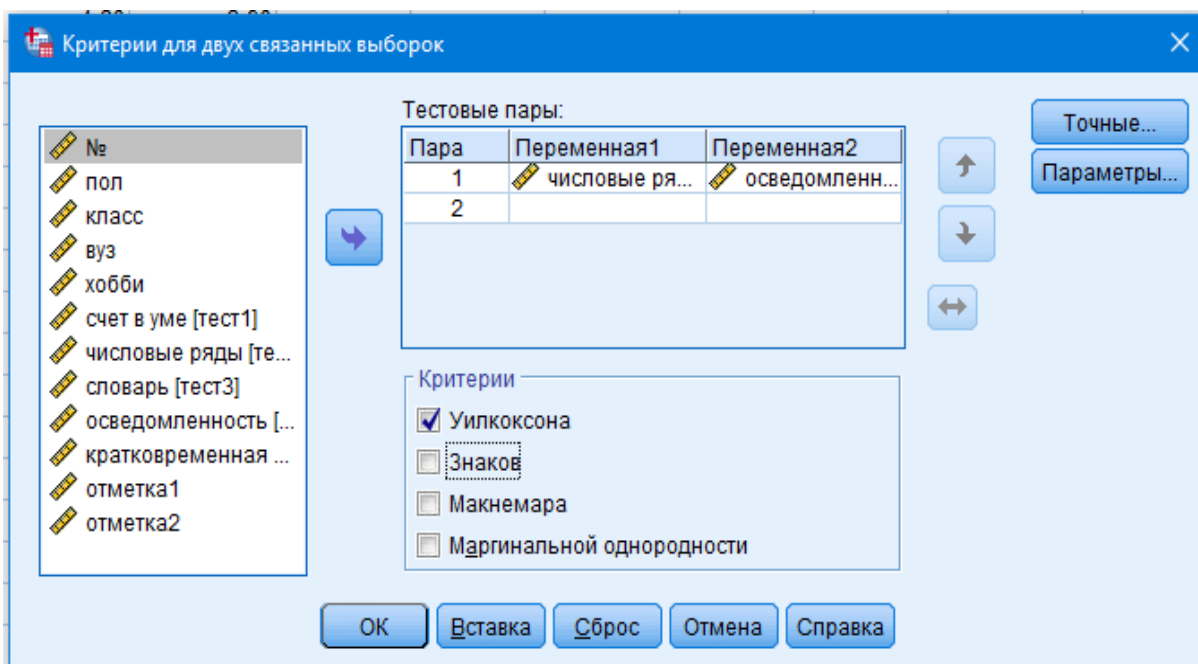 Критерии для двух связанных выборок
№
пол
класс
вуз
хобби
счет в уме [тест1]
числовые ряды [те...
словарь [тест3]
осведомленность [...
кратковременная ...
отметка1
отметка2
Тестовые пары:
Пара Переменная1 Переменная2
1 числовые ря... осведомленн...
2
Критерии
Уилкоксона
Знаков
Макнемара
Маргинальной однородности
Точные...
Параметры...
ОК Вставка Сброс Отмена Справка